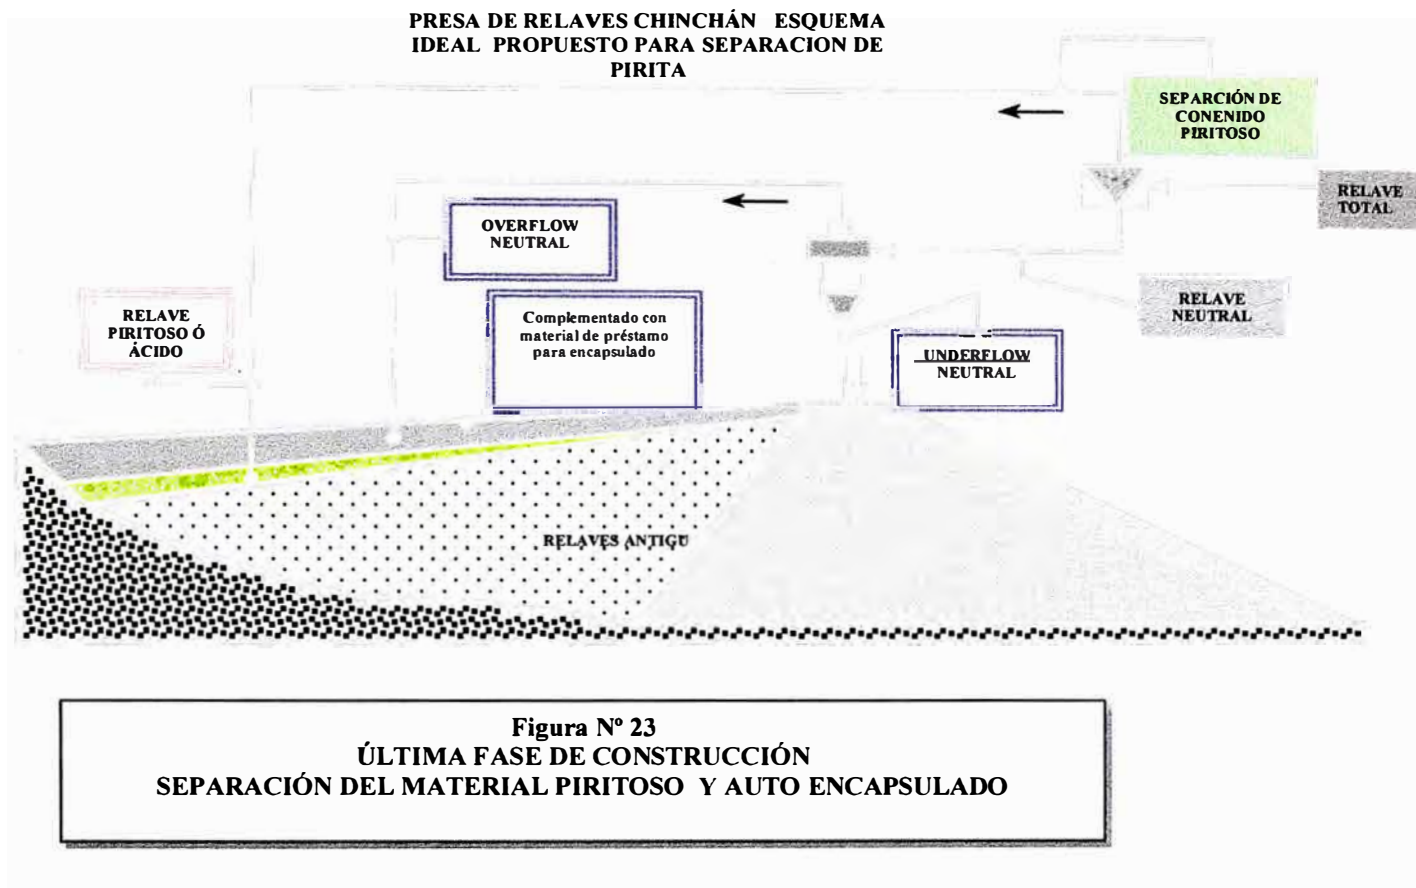 PRESA DE RELAVES CHINCHÁN ESQUEMA
IDEAL PROPUESTO PARA SEPARACION DE
PIRITA
SEPARCIÓN DE
CONENIDO
PIRITOSO
RELAVE
TOTAL
OVERFLOW
NEUTRAL
RELAVE
NEUTRAL
RELAVE
PIRITOSO Ó
ÁCIDO
Complementado con
material de préstamo
para encapsulado
UNDERFLOW
NEUTRAL
RELAVES ANTIGU
Figura Nº 23
ÚLTIMA FASE DE CONSTRUCCIÓN
SEPARACIÓN DEL MATERIAL PIRITOSO Y AUTO ENCAPSULADO